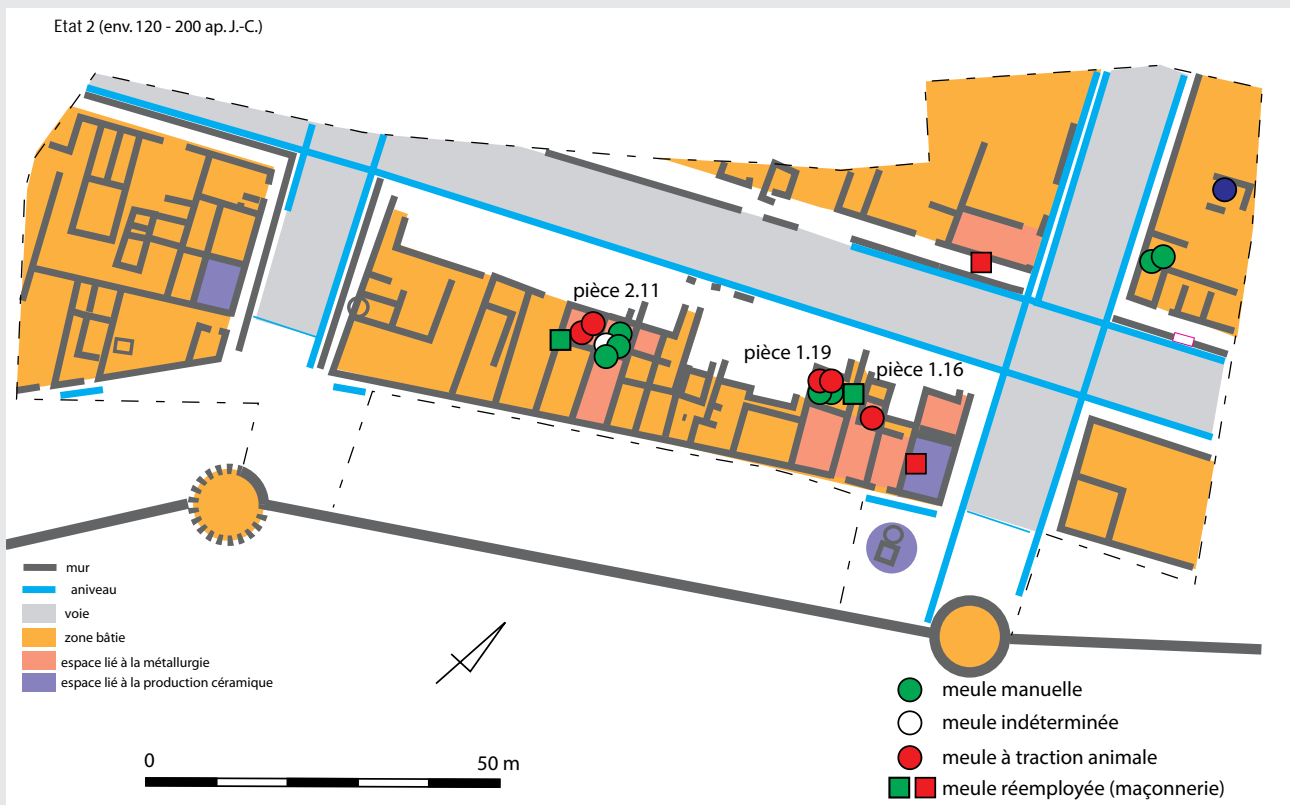 Etat 2 (env. 120 - 200 ap. J.-C.)
pièce 2.11
pièce 1.19
pièce 1.16
mur
aniveau
voie
zone bâtie
espace lié à la métallurgie
espace lié à la production céramique
0
50 m
meule manuelle
meule indéterminée
meule à traction animale
meule réemployée (maçonnerie)